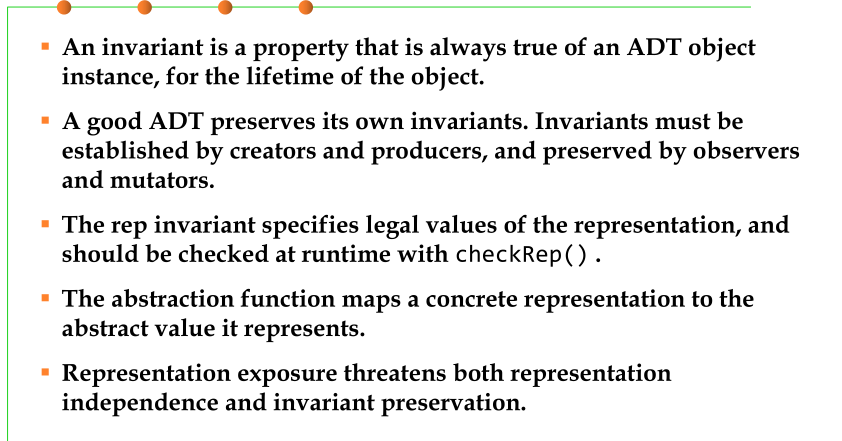 An invariant is a property that is always true of an ADT object
instance, for the lifetime of the object.
A good ADT preserves its own invariants. Invariants must be
established by creators and producers, and preserved by observers
and mutators.
The rep invariant specifies legal values of the representation, and
should be checked at runtime with checkRep() .
The abstraction function maps a concrete representation to the
abstract value it represents.
Representation exposure threatens both representation
independence and invariant preservation.